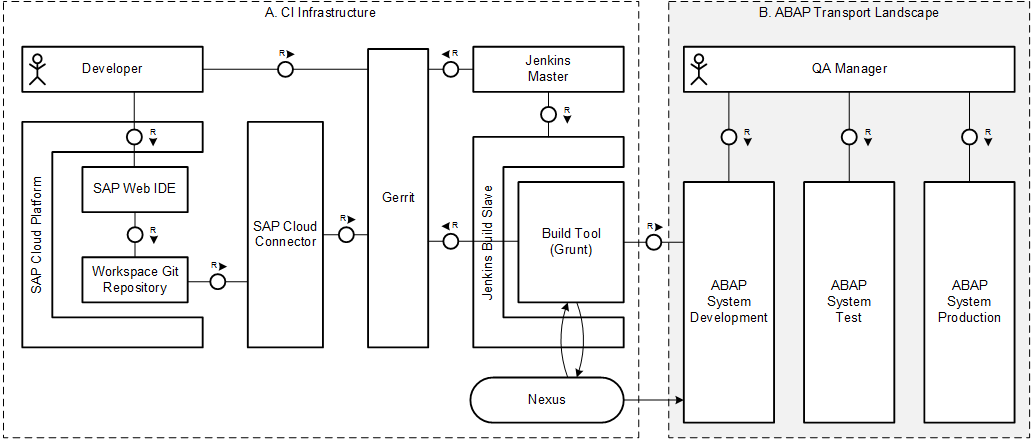 A. CI Infrastructure
B. ABAP Transport Landscape
Developer
R
R
Jenkins
Master
QA Manager
R
R
R
R
R
SAP Cloud Platform
SAP Web IDE
R
Workspace Git
Repository
R
SAP Cloud
Connector
R
Gerrit
R
Jenkins Build Slave
Build Tool
(Grunt)
R
ABAP
System
Development
ABAP
System
Test
ABAP
System
Production
Nexus